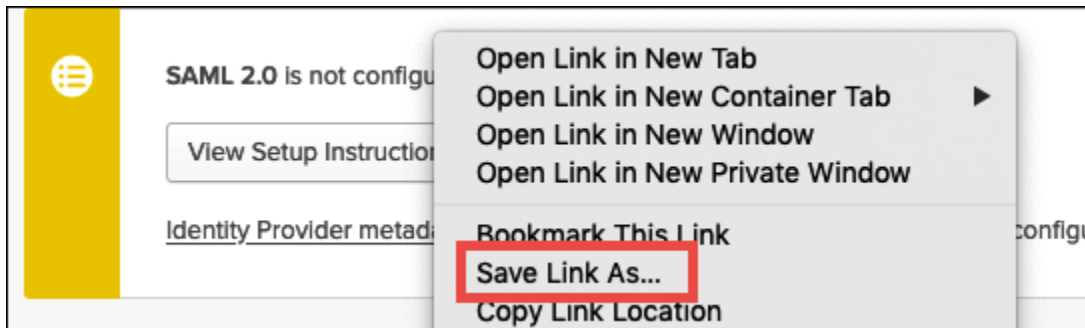 Open Link in New Tab
SAML 2.0 is not configu
Open Link in New Container Tab
Open Link in New Window
View Setup Instruction
Open Link in New Private Window
Identity Provider metada
Bookmark This Link
configu
Save Link As...
Copy Link Location